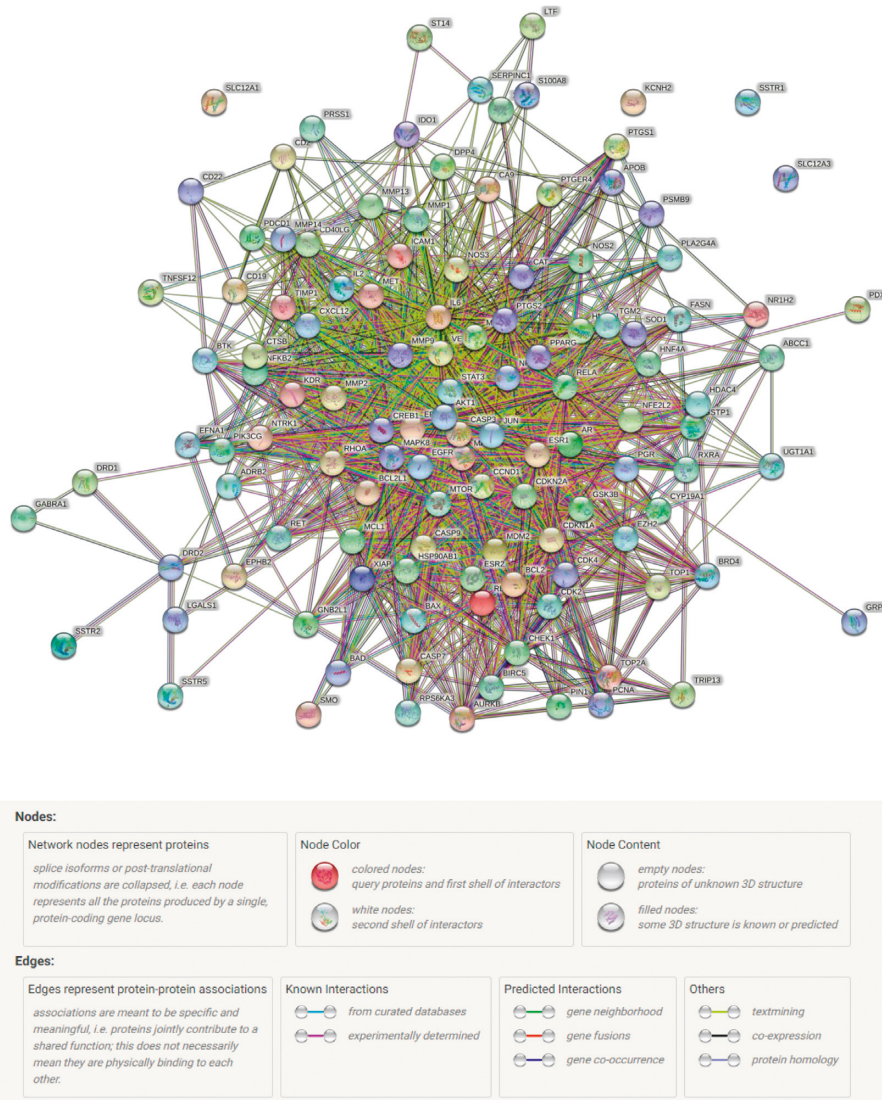 ST14
LTF
SERPINC1
S100A8
SLC12A1
KCNH2
SSTR1
PRSS1
IDO1
PTGS1
DPP4
CA9
PTGER4
APOB
SLC12A3
CD22
MMP13
MMP1
PSMB9
PDCD1
MMP14
CD40LG
ICAM1
NOS3
CAT
NOS2
PLA2G4A
TNFSF12
CD19
IL2
MET
TIMP1
CXCL12
IL6
PTGS2
TGM2
SOD1
FASN
NR1H2
BTK
CTSB
NFKB2
MMP9
VE
PPARG
HNF4A
ABCC1
KDR
MMP2
STAT3
RELA
HDAC4
AKT1
NFE2L2
EFNA1
PIK3CG
NTRK1
CREB1
CASP3
JUN
AR
RHOA
MAPK8
EGFR
ESR1
PGR
RXRA
UGT1A1
DRD1
ADRB2
BCL2L1
CCND1
CDKN2A
GSK3B
CYP19A1
GABRA1
MTOR
RET
MCL1
CASP9
MDM2
CDKN1A
EZH2
DRD2
EPHB2
XIAP
HSP90AB1
ESR2
BCL2
CDK4
TOP1
BRD4
LGALS1
GNB2L1
BAX
CDK2
SSTR2
CHEK1
SSTR5
BAD
CASP7
BIRC5
TOP2A
TRIP13
SMO
RPS6KA3
AURKB
PIN1
PCNA
Nodes:
Network nodes represent proteins
splice isoforms or post-translational
modifications are collapsed, i.e. each node
represents all the proteins produced by a single,
protein-coding gene locus.
Node Color
colored nodes:
query proteins and first shell of interactors
white nodes:
second shell of interactors
Node Content
empty nodes:
proteins of unknown 3D structure
filled nodes:
some 3D structure is known or predicted
Edges:
Edges represent protein-protein associations
associations are meant to be specific and
meaningful, i.e. proteins jointly contribute to a
shared function; this does not necessarily
mean they are physically binding to each
other.
Known Interactions
from curated databases
experimentally determined
Predicted Interactions
gene neighborhood
gene fusions
gene co-occurrence
Others
textmining
co-expression
protein homology